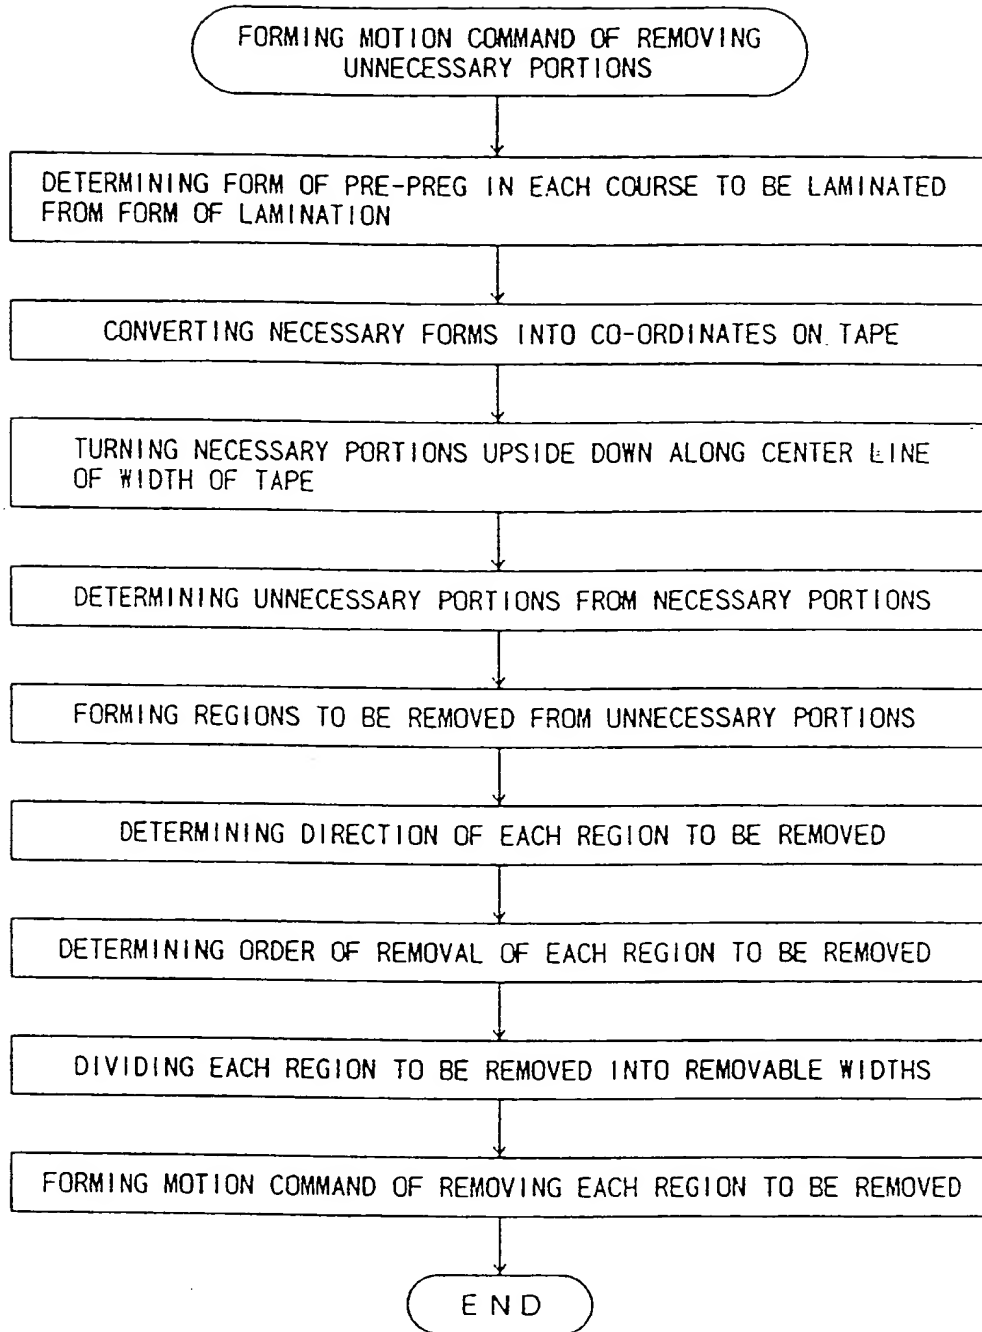 FORMING MOTION COMMAND OF REMOVING
UNNECESSARY PORTIONS
DETERMINING FORM OF PRE-PREG IN EACH COURSE TO BE LAMINATED
FROM FORM OF LAMINATION
CONVERTING NECESSARY FORMS INTO CO-ORDINATES ON TAPE
TURNING NECESSARY PORTIONS UPSIDE DOWN ALONG CENTER LINE
OF WIDTH OF TAPE
DETERMINING UNNECESSARY PORTIONS FROM NECESSARY PORTIONS
FORMING REGIONS TO BE REMOVED FROM UNNECESSARY PORTIONS
DETERMINING DIRECTION OF EACH REGION TO BE REMOVED
DETERMINING ORDER OF REMOVAL OF EACH REGION TO BE REMOVED
DIVIDING EACH REGION TO BE REMOVED INTO REMOVABLE WIDTHS
FORMING MOTION COMMAND OF REMOVING EACH REGION TO BE REMOVED
END